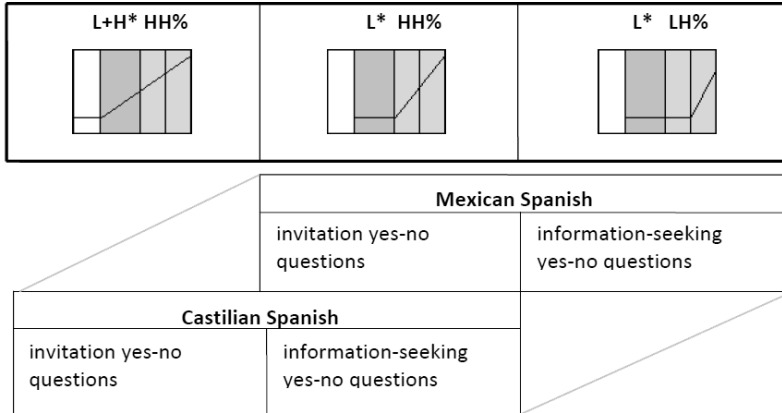 L+H* HH%
L* HH%
L* LH%
Mexican Spanish
invitation yes-no
questions
information-seeking
yes-no questions
Castilian Spanish
invitation yes-no
questions
information-seeking
yes-no questions